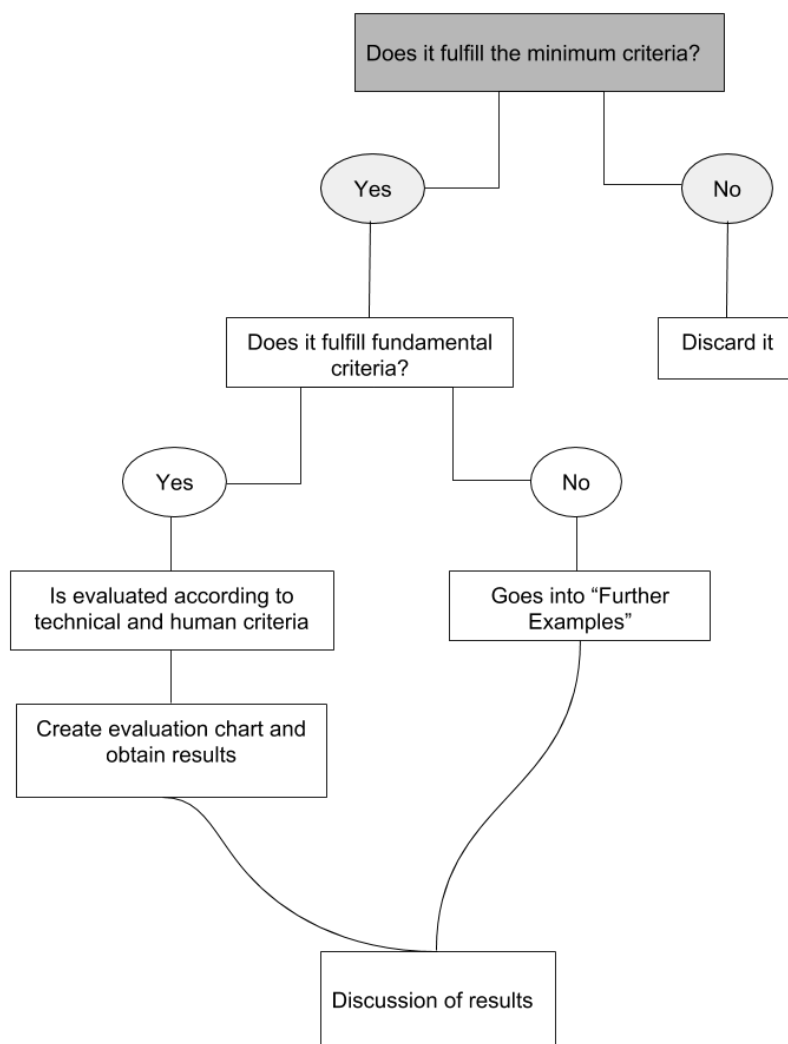 Does it fulfill the minimum criteria?
Yes
No
Does it fulfill fundamental
criteria?
Discard it
Yes
No
Is evaluated according to
technical and human criteria
Goes into “Further
Examples”
Create evaluation chart and
obtain results
Discussion of results